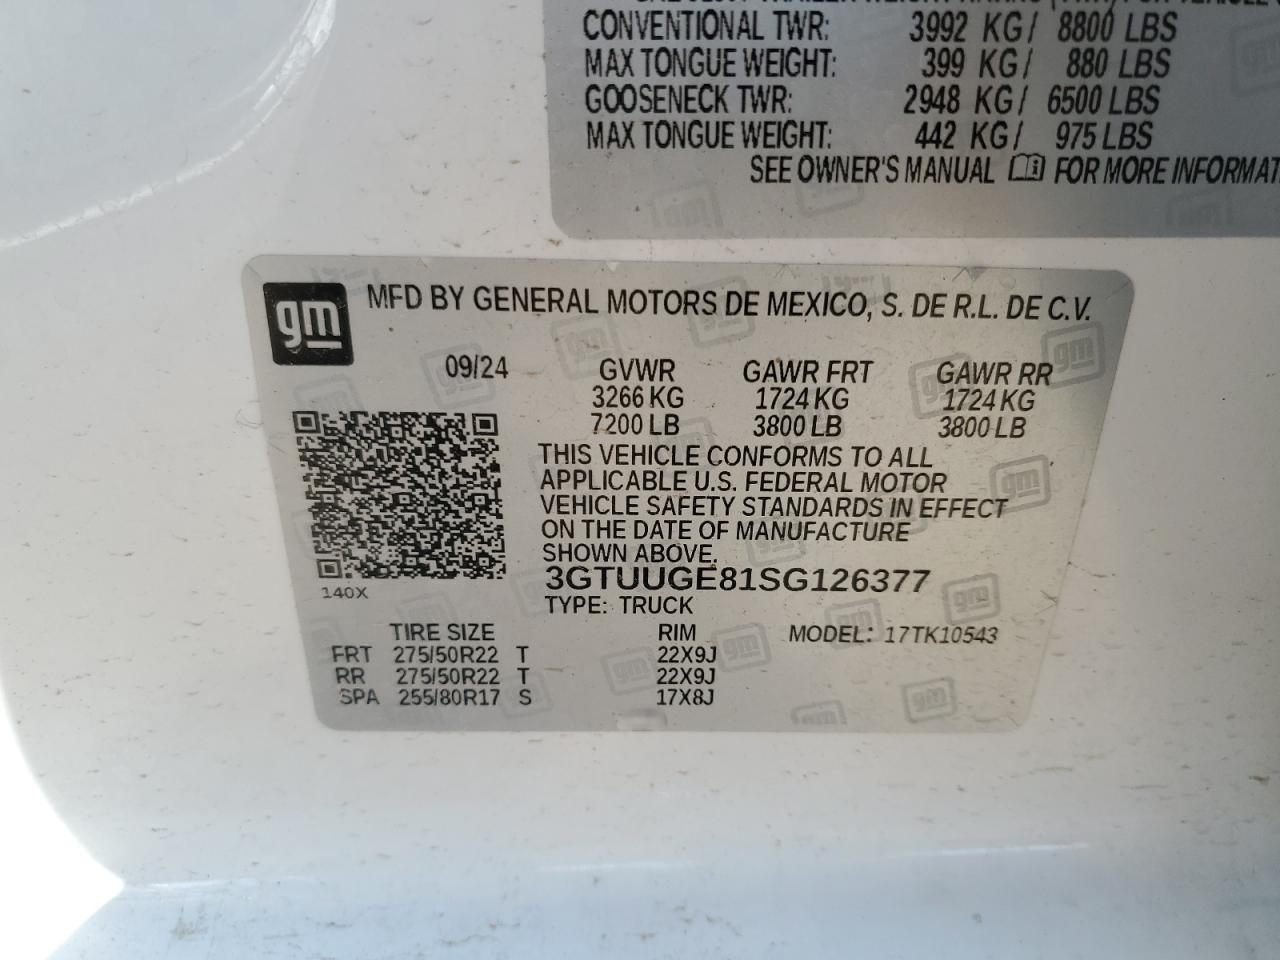 CONVENTIONAL TWR: 3992 KG/ 8800 LBS
MAX TONGUE WEIGHT: 399 KG/ 880 LBS
GOOSENECK TWR: 2948 KG/ 6500 LBS
MAX TONGUE WEIGHT: 442 KG/ 975 LBS
SEE OWNER'S MANUAL FOR MORE INFORMAT
gm MFD BY GENERAL MOTORS DE MEXICO, S. DE R.L. DE C.V.
09/24 GVWR GAWR FRT GAWR RR
3266 KG 1724 KG 1724 KG
7200 LB 3800 LB 3800 LB
THIS VEHICLE CONFORMS TO ALL
APPLICABLE U.S. FEDERAL MOTOR
VEHICLE SAFETY STANDARDS IN EFFECT
ON THE DATE OF MANUFACTURE
SHOWN ABOVE.
3GTUUGE81SG126377
140X
TYPE: TRUCK
TIRE SIZE RIM MODEL: 17TK10543
FRT 275/50R22 T 22X9J
RR 275/50R22 T 22X9J
SPA 255/80R17 S 17X8J